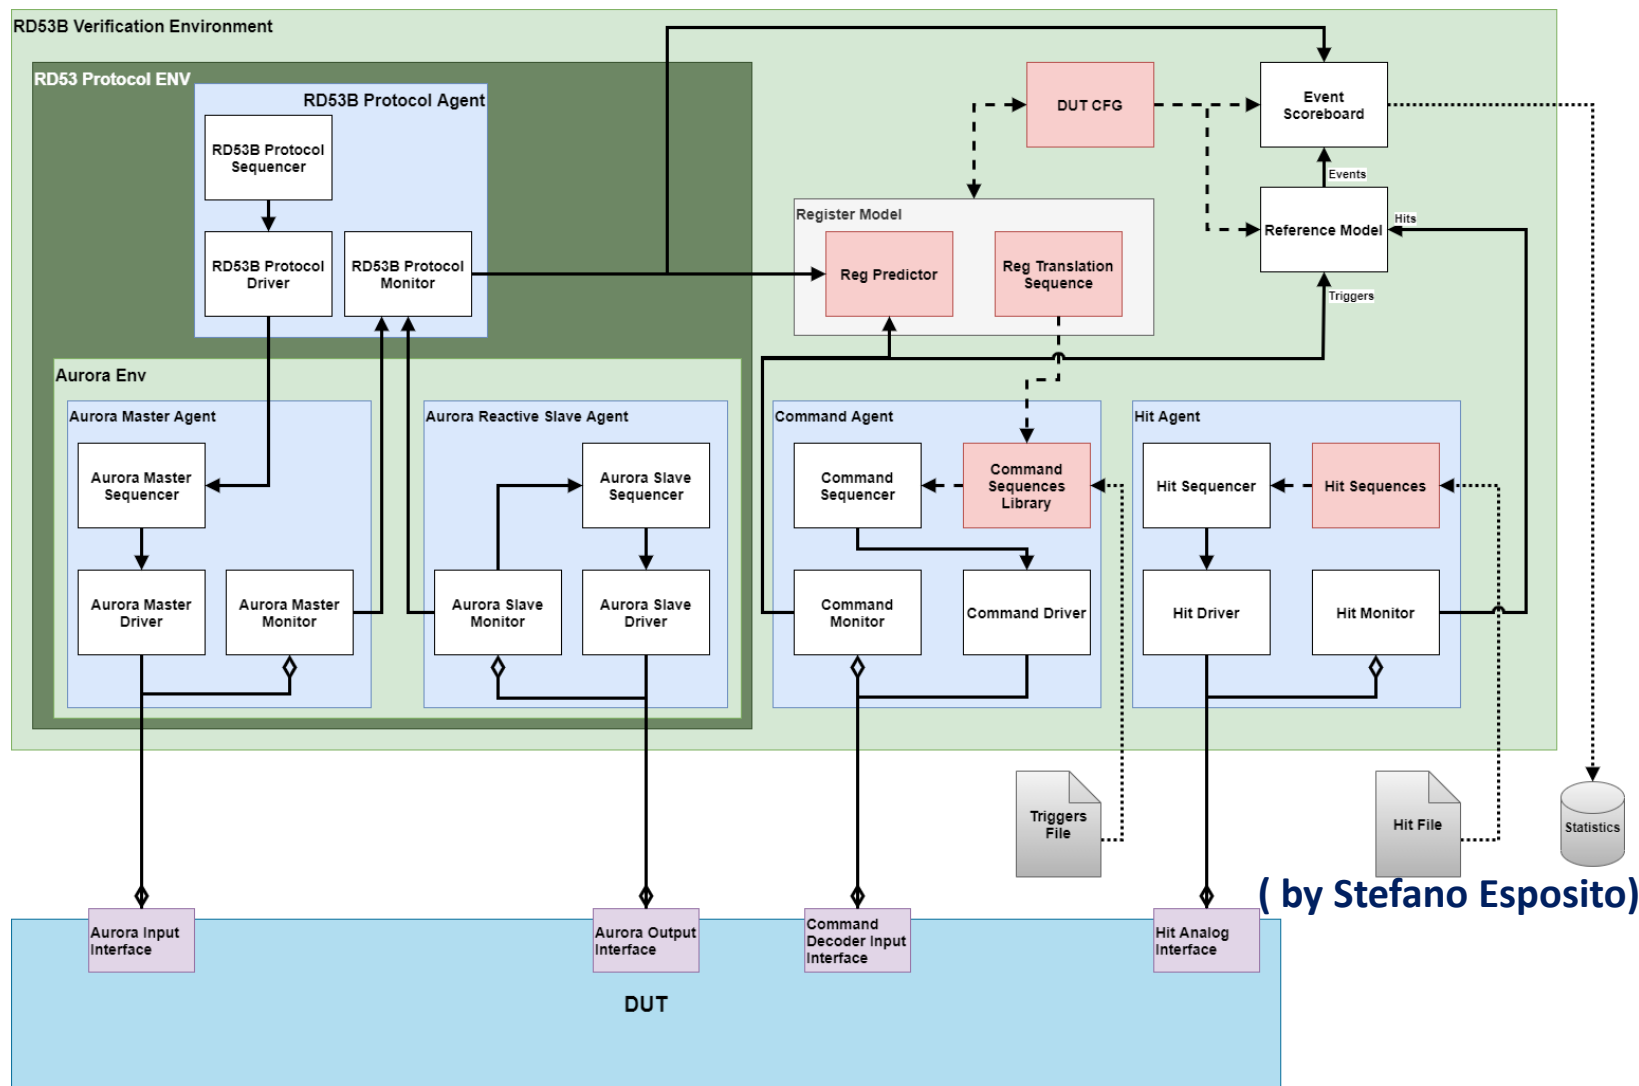 RD53B Verification Environment
RD53 Protocol ENV
RD53B Protocol Agent
RD53B Protocol
Sequencer
RD53B Protocol
Driver
RD53B Protocol
Monitor
DUT CFG
Event
Scoreboard
Events
Register Model
Reg Predictor
Reg Translation
Sequence
Reference Model
Hits
Triggers
Aurora Env
Aurora Master Agent
Aurora Master
Sequencer
Aurora Master
Driver
Aurora Master
Monitor
Aurora Reactive Slave Agent
Aurora Slave
Sequencer
Aurora Slave
Monitor
Aurora Slave
Driver
Command Agent
Command
Sequencer
Command
Sequences
Library
Command
Monitor
Command Driver
Hit Agent
Hit Sequencer
Hit Sequences
Hit Driver
Hit Monitor
Triggers
File
Hit File
Statistics
( by Stefano Esposito)
Aurora Input
Interface
Aurora Output
Interface
Command
Decoder Input
Interface
Hit Analog
Interface
DUT